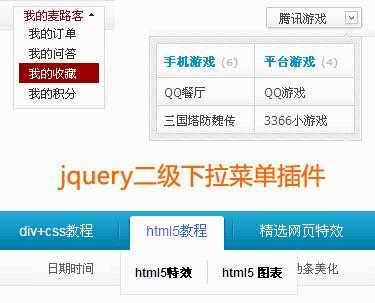 我的麦路客
我的订单
我的问答
我的收藏
我的积分
腾讯游戏
手机游戏 (6) 平台游戏 (4)
QQ餐厅 QQ游戏
三国塔防魏传 3366小游戏
jquery二级下拉菜单插件
div+css教程 html5教程 精选网页特效
日期时间 html5特效 html5 图表 动条美化